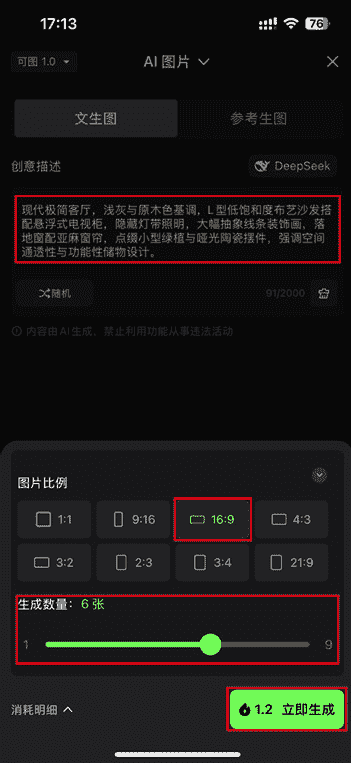 17:13
76
可图 1.0
AI 图片
文生图
参考生图
创意描述
DeepSeek
现代极简客厅，浅灰与原木色基调，L型低饱和度布艺沙发搭
配悬浮式电视柜，隐藏灯带照明，大幅抽象线条装饰画，落
地窗配亚麻窗帘，点缀小型绿植与哑光陶瓷摆件，强调空间
通透性与功能性储物设计。
随机
91/2000
内容由AI生成，禁止利用功能从事违法活动
图片比例
1:1
9:16
16:9
4:3
3:2
2:3
3:4
21:9
生成数量：6 张
1
9
消耗明细
1.2 立即生成